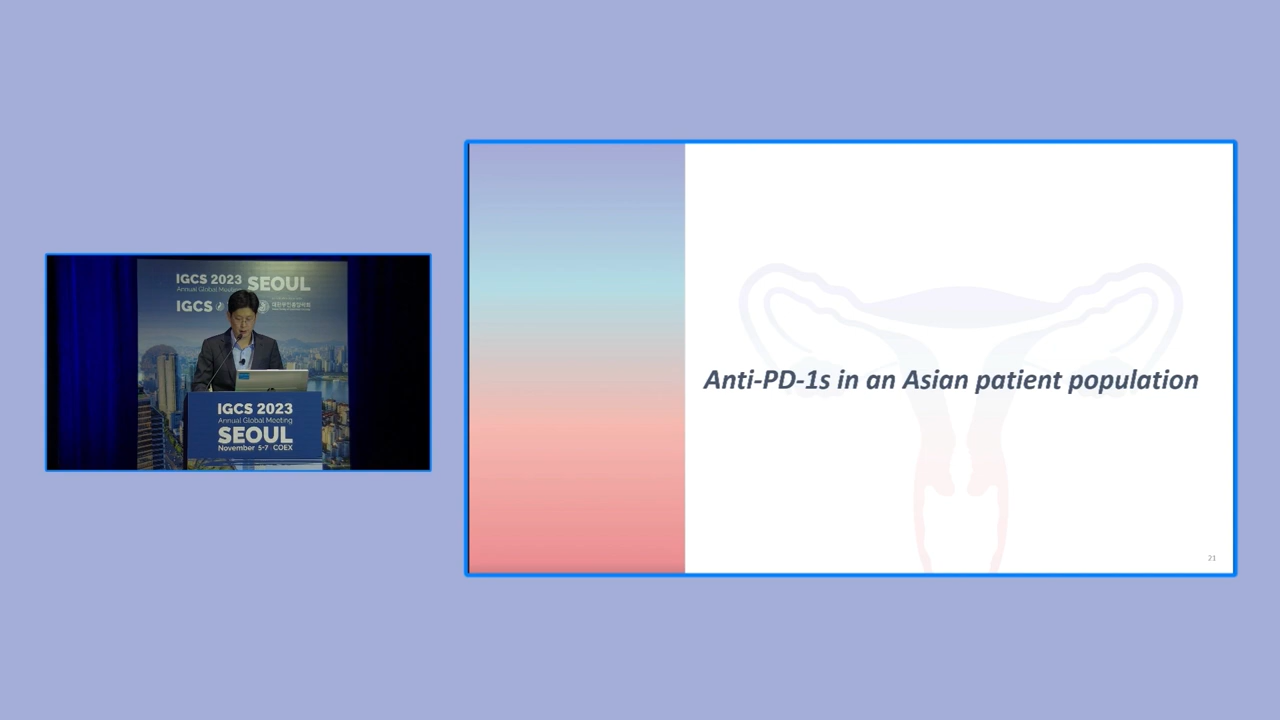 IGCS 2023
Annual Global Meeting
SEOUL
IGCS
IGCS 2023
Annual Global Meeting
SEOUL
November 5-7 | COEX
Anti-PD-1s in an Asian patient population
21